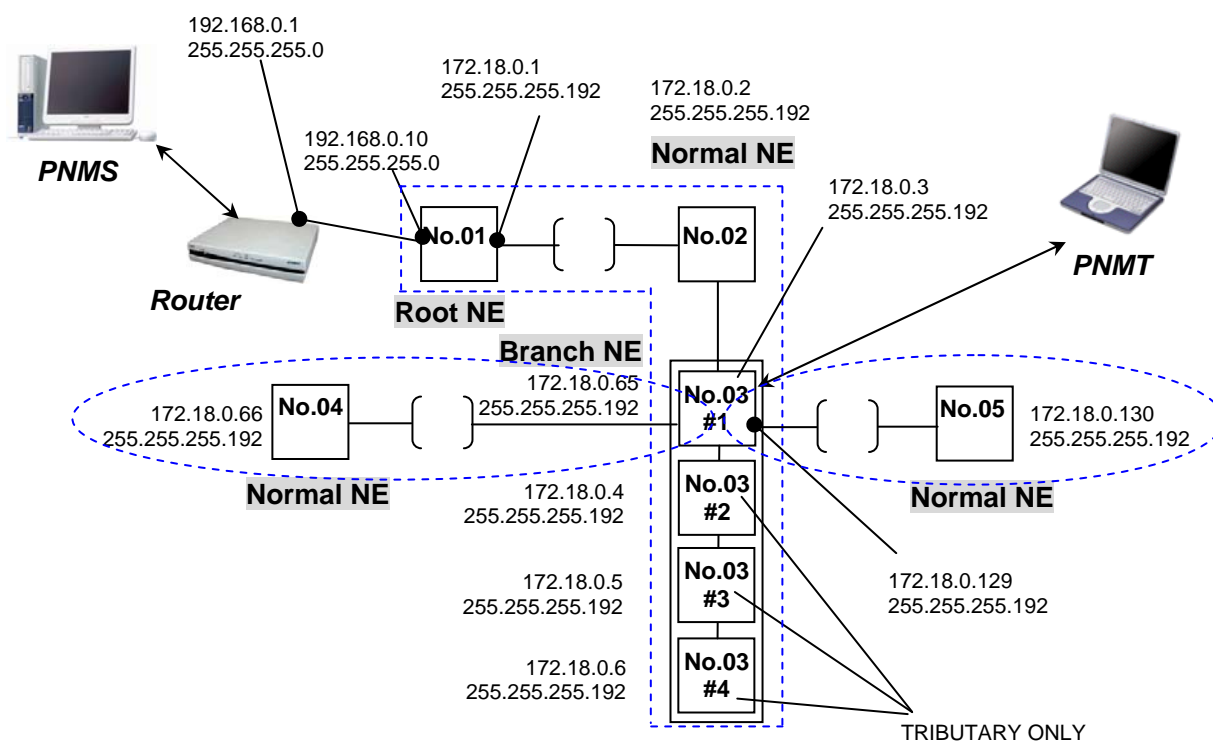 192.168.0.1
255.255.255.0
172.18.0.1
255.255.255.192
172.18.0.2
255.255.255.192
Normal NE
PNMS
192.168.0.10
255.255.255.0
172.18.0.3
255.255.255.192
No.01
No.02
PNMT
Router
Root NE
Branch NE
172.18.0.65
255.255.255.192
No.03
#1
No.04
172.18.0.66
255.255.255.192
No.05
172.18.0.130
255.255.255.192
Normal NE
Normal NE
172.18.0.4
255.255.255.192
No.03
#2
172.18.0.5
255.255.255.192
No.03
#3
172.18.0.129
255.255.255.192
172.18.0.6
255.255.255.192
No.03
#4
TRIBUTARY ONLY